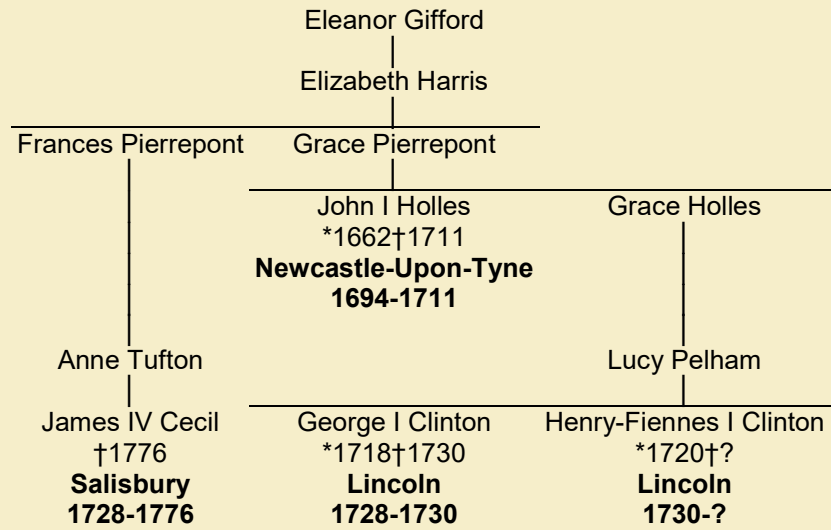 Eleanor Gifford
Elizabeth Harris
Frances Pierrepont Grace Pierrepont
John I Holles Grace Holles
*1662†1711
Newcastle-Upon-Tyne
1694-1711
Anne Tufton Lucy Pelham
James IV Cecil George I Clinton Henry-Fiennes I Clinton
†1776 *1718†1730 *1720†?
Salisbury Lincoln Lincoln
1728-1776 1728-1730 1730-?